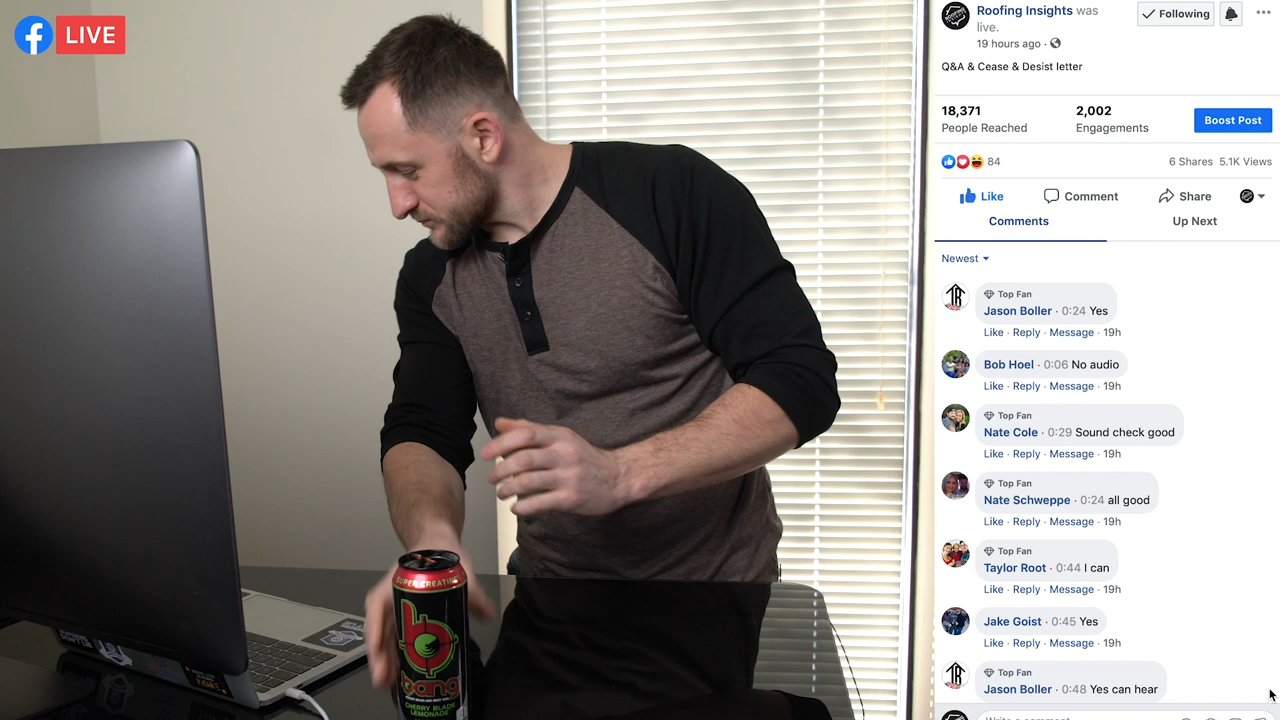 LIVE
SUPER CREATINE
bang
CHERRY BLADE
LEMONADE
Roofing Insights was
live.
19 hours ago ·
Following
Q&A & Cease & Desist letter
18,371
People Reached
2,002
Engagements
Boost Post
84
6 Shares 5.1K Views
Like
Comment
Share
Comments
Up Next
Newest
Top Fan
Jason Boller · 0:24 Yes
Like · Reply · Message · 19h
Bob Hoel · 0:06 No audio
Like · Reply · Message · 19h
Top Fan
Nate Cole · 0:29 Sound check good
Like · Reply · Message · 19h
Top Fan
Nate Schweppe · 0:24 all good
Like · Reply · Message · 19h
Top Fan
Taylor Root · 0:44 I can
Like · Reply · Message · 19h
Jake Goist · 0:45 Yes
Like · Reply · Message · 19h
Top Fan
Jason Boller · 0:48 Yes can hear
Write a comment